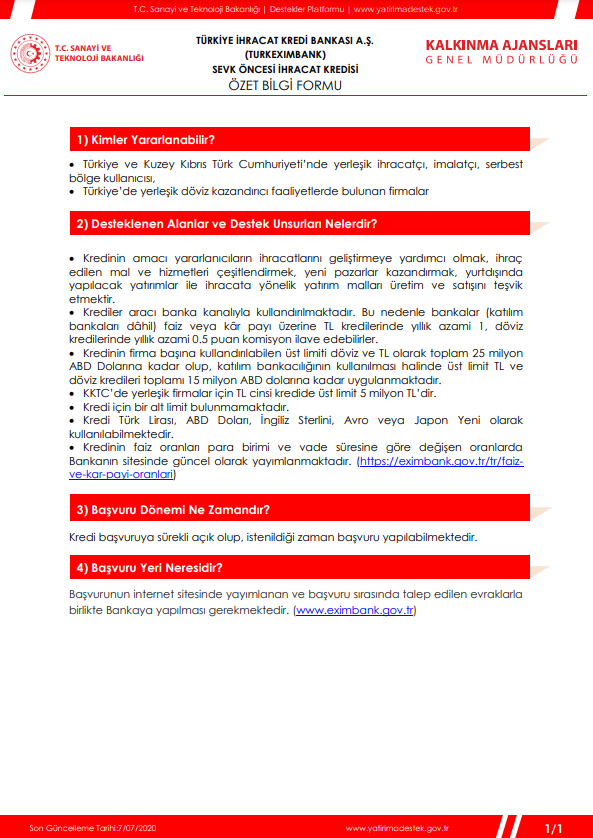 T.C. Sanayi ve Teknoloji Bakanlığı | Destekler Platformu | www.yatirimadestek.gov.tr
T.C. SANAYİ VE
TEKNOLOJİ BAKANLIĞI
TÜRKİYE İHRACAT KREDİ BANKASI A.Ş.
(TURKEXIMBANK)
SEVK ÖNCESİ İHRACAT KREDİSİ
ÖZET BİLGİ FORMU
KALKINMA AJANSLARI
GENEL MÜDÜRLÜĞÜ
1) Kimler Yararlanabilir?
• Türkiye ve Kuzey Kıbrıs Türk Cumhuriyeti’nde yerleşik ihracatçı, imalatçı, serbest
bölge kullanıcısı,
• Türkiye’de yerleşik döviz kazandırıcı faaliyetlerde bulunan firmalar
2) Desteklenen Alanlar ve Destek Unsurları Nelerdir?
• Kredinin amacı yararlanıcıların ihracatlarını geliştirmeye yardımcı olmak, ihraç
edilen mal ve hizmetleri çeşitlendirmek, yeni pazarlar kazandırmak, yurtdışında
yapılacak yatırımlar ile ihracata yönelik yatırım malları üretim ve satışını teşvik
etmektir.
• Krediler aracı banka kanalıyla kullandırılmaktadır. Bu nedenle bankalar (katılım
bankaları dâhil) faiz veya kâr payı üzerine TL kredilerinde yıllık azami 1, döviz
kredilerinde yıllık azami 0.5 puan komisyon ilave edebilirler.
• Kredinin firma başına kullandırılabilen üst limiti döviz ve TL olarak toplam 25 milyon
ABD Dolarına kadar olup, katılım bankacılığının kullanılması halinde üst limit TL ve
döviz kredileri toplamı 15 milyon ABD dolarına kadar uygulanmaktadır.
• KKTC’de yerleşik firmalar için TL cinsi kredide üst limit 5 milyon TL’dir.
• Kredi için bir alt limit bulunmamaktadır.
• Kredi Türk Lirası, ABD Doları, İngiliz Sterlini, Avro veya Japon Yeni olarak
kullanılabilmektedir.
• Kredinin faiz oranları para birimi ve vade süresine göre değişen oranlarda
Bankanın sitesinde güncel olarak yayımlanmaktadır. (https://eximbank.gov.tr/tr/faiz-
ve-kar-payi-oranlari)
3) Başvuru Dönemi Ne Zamandır?
Kredi başvuruya sürekli açık olup, istenildiği zaman başvuru yapılabilmektedir.
4) Başvuru Yeri Neresidir?
Başvurunun internet sitesinde yayımlanan ve başvuru sırasında talep edilen evraklarla
birlikte Bankaya yapılması gerekmektedir. (www.eximbank.gov.tr)
Son Güncelleme Tarihi:7/07/2020
www.yatirimadestek.gov.tr
1/1